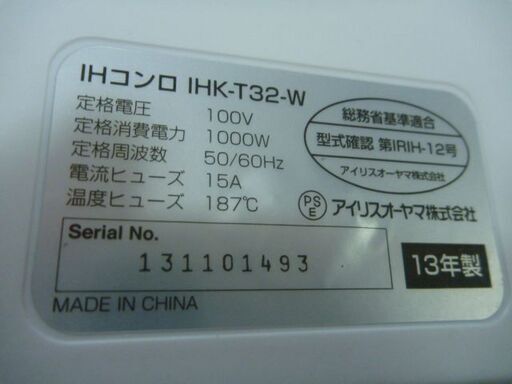 IHコンロ IHK-T32-W
定格電圧 100V
定格消費電力 1000W
定格周波数 50/60Hz
電流ヒューズ 15A
温度ヒューズ 187℃
総務省基準適合
型式確認 第IRIH-12号
アイリスオーヤマ株式会社
PSE アイリスオーヤマ株式会社
Serial No.
131101493
13年製
MADE IN CHINA